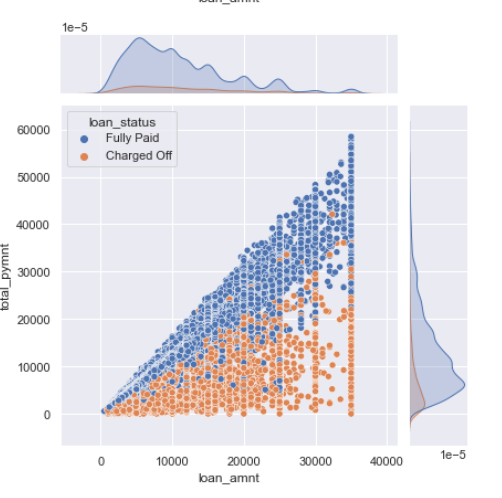 loan_amnt
1e−5
loan_status
Fully Paid
Charged Off
60000
50000
40000
30000
20000
10000
0
total_pymnt
0 10000 20000 30000 40000
loan_amnt
1e−5